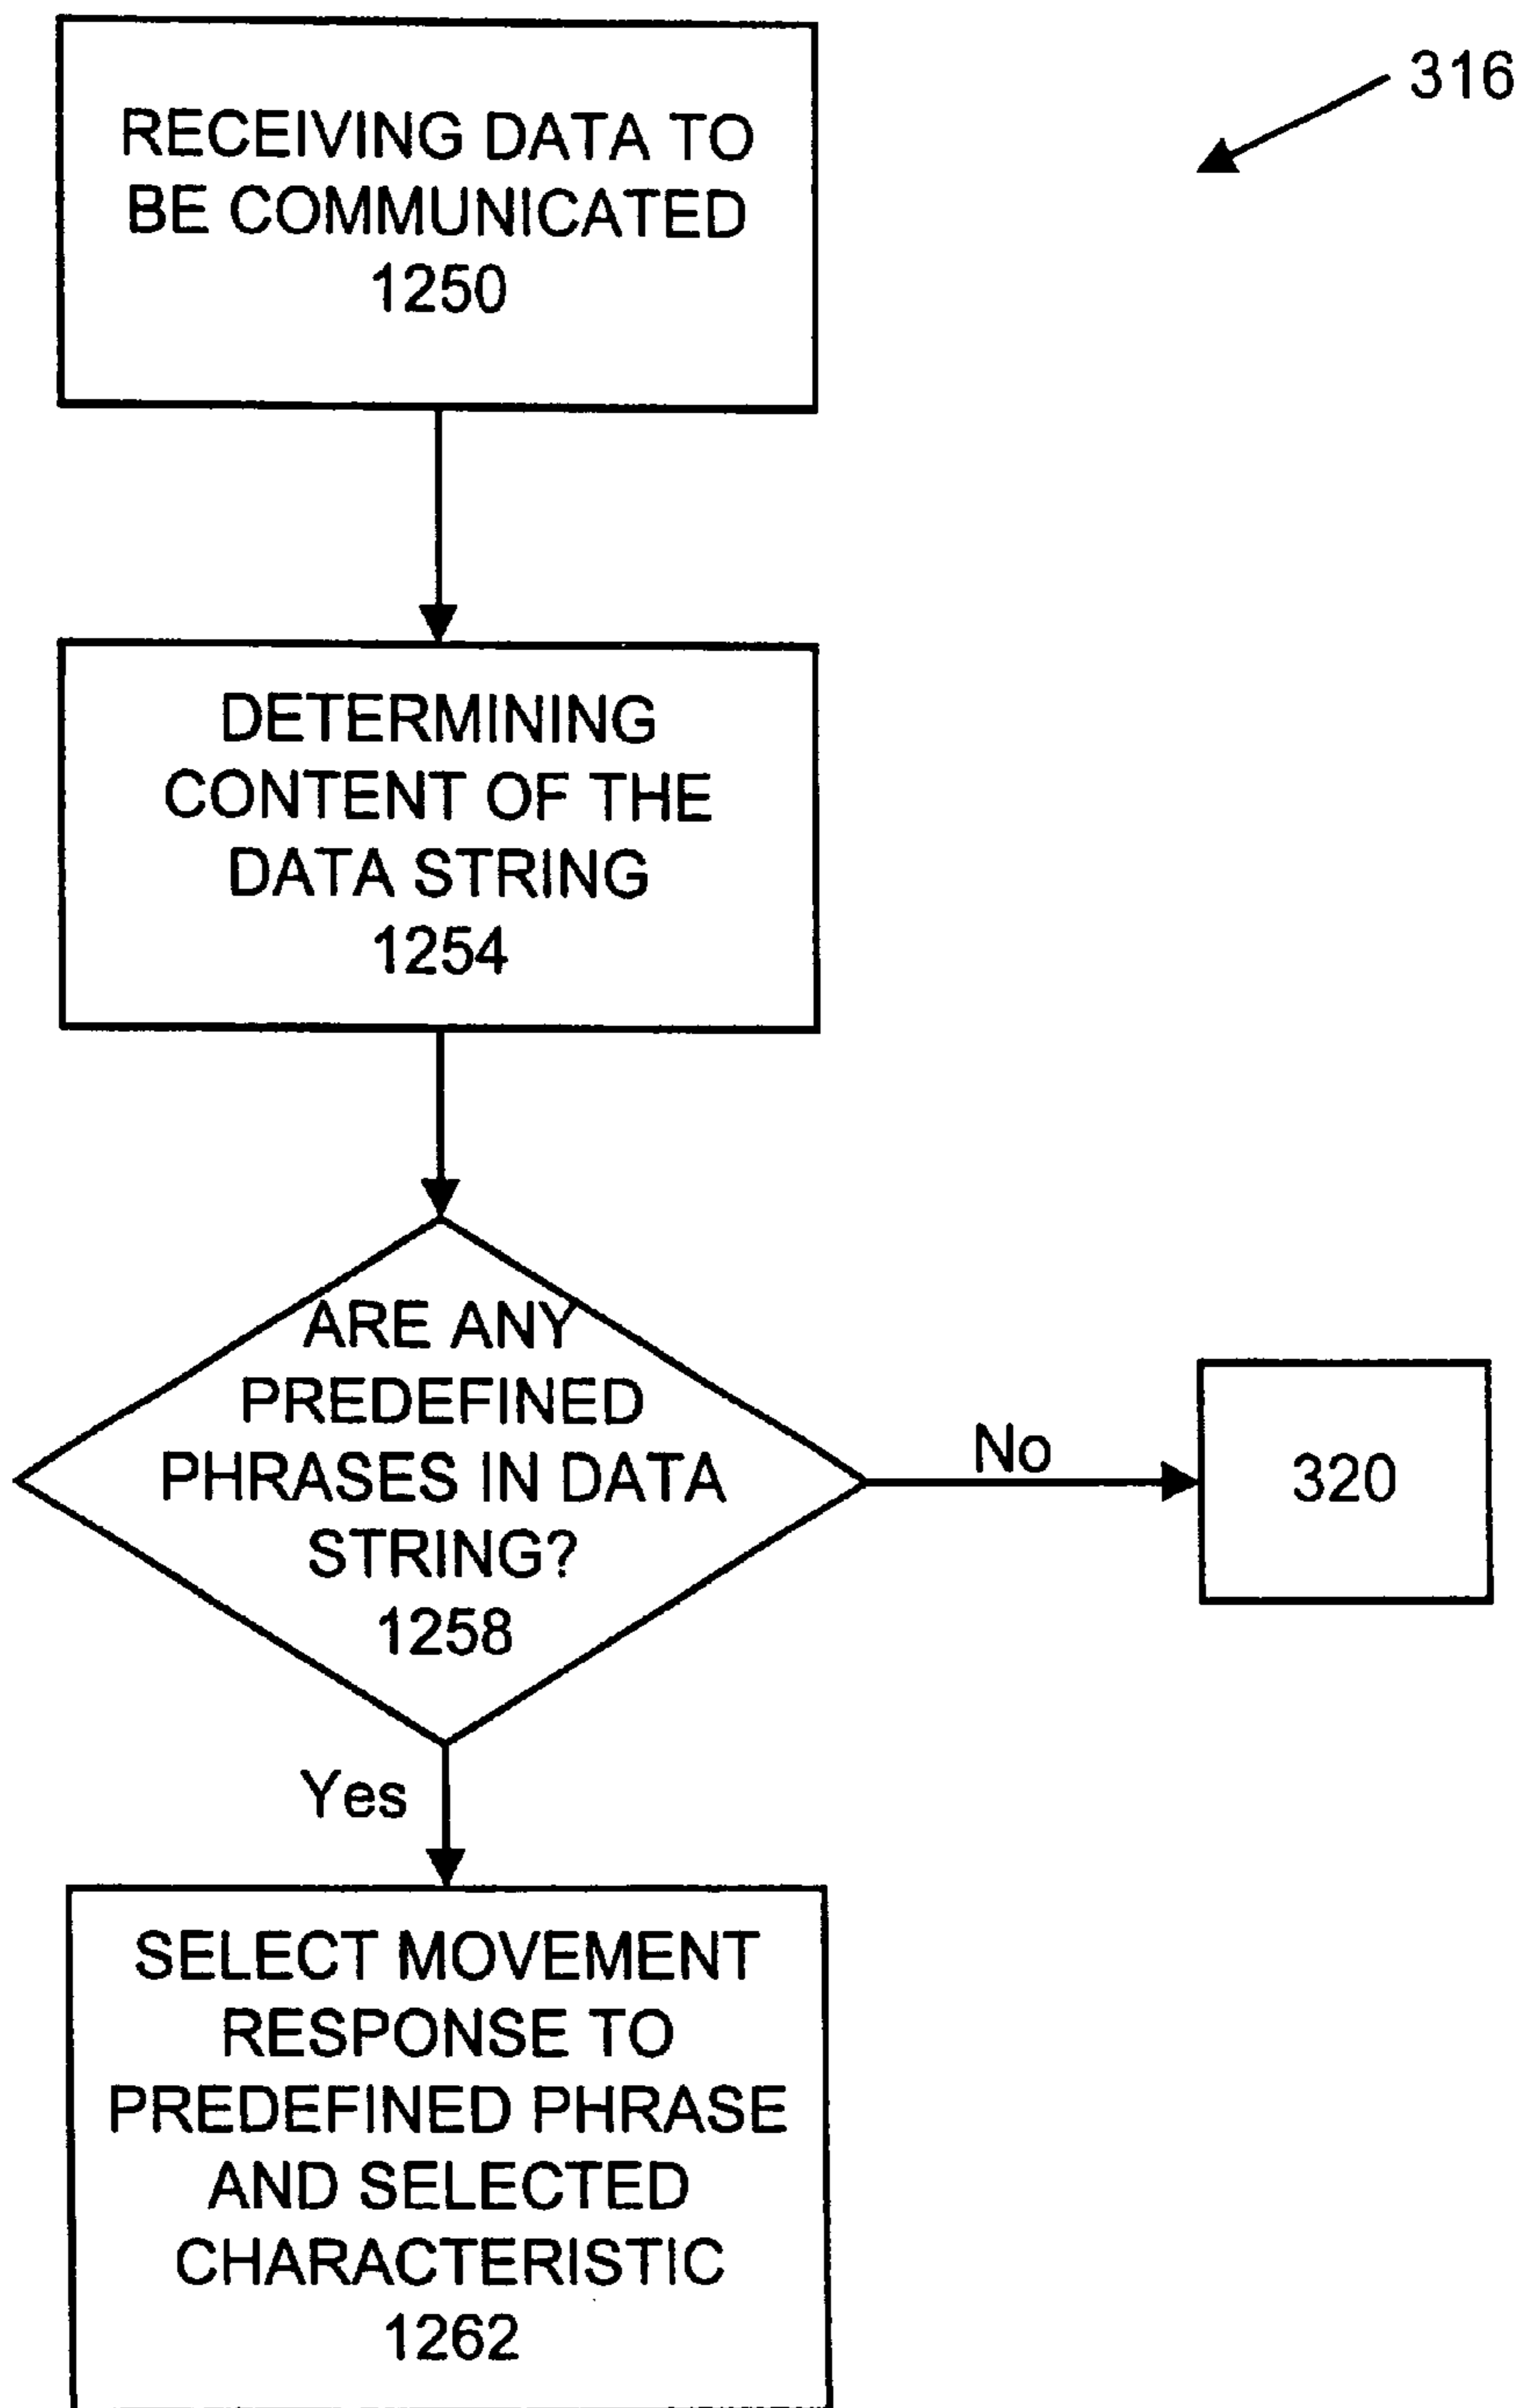 316
RECEIVING DATA TO
BE COMMUNICATED
1250
DETERMINING
CONTENT OF THE
DATA STRING
1254
ARE ANY
PREDEFINED
PHRASES IN DATA
STRING?
1258
No
320
Yes
SELECT MOVEMENT
RESPONSE TO
PREDEFINED PHRASE
AND SELECTED
CHARACTERISTIC
1262